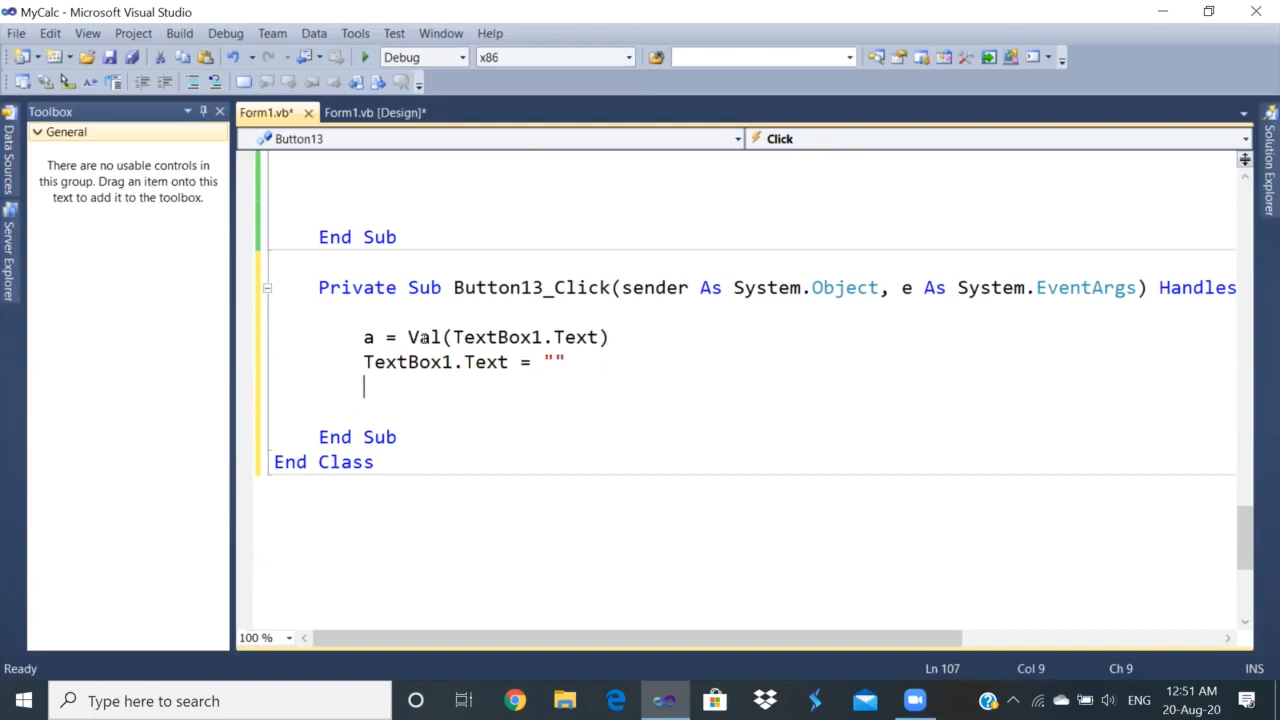 MyCalc - Microsoft Visual Studio
File Edit View Project Build Debug Team Data Tools Test Window Help
Debug x86
Toolbox
General
There are no usable controls in
this group. Drag an item onto this
text to add it to the toolbox.
Data Sources
Server Explorer
Form1.vb* Form1.vb [Design]*
Button13 Click
End Sub
Private Sub Button13_Click(sender As System.Object, e As System.EventArgs) Handles
a = Val(TextBox1.Text)
TextBox1.Text = ""
End Sub
End Class
Solution Explorer
100 %
Ready Ln 107 Col 9 Ch 9 INS
Type here to search
ENG
12:51 AM
20-Aug-20